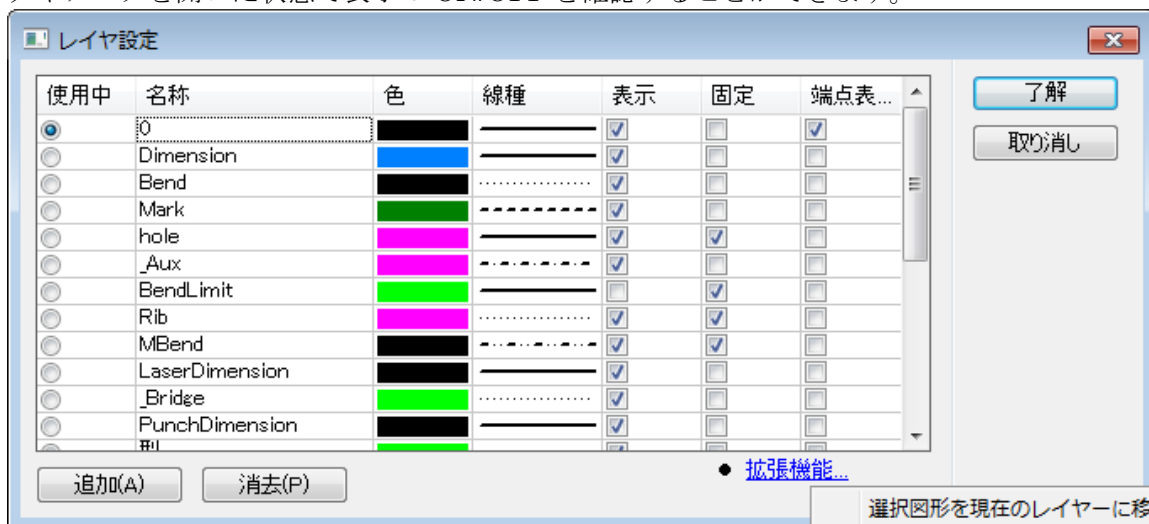 レイヤ設定
使用中 名称 色 線種 表示 固定 端点表...
0
Dimension
Bend
Mark
hole
_Aux
BendLimit
Rib
MBend
LaserDimension
_Bridge
PunchDimension
了解
取り消し
追加(A) 消去(P)
● 拡張機能...
選択図形を現在のレイヤーに移